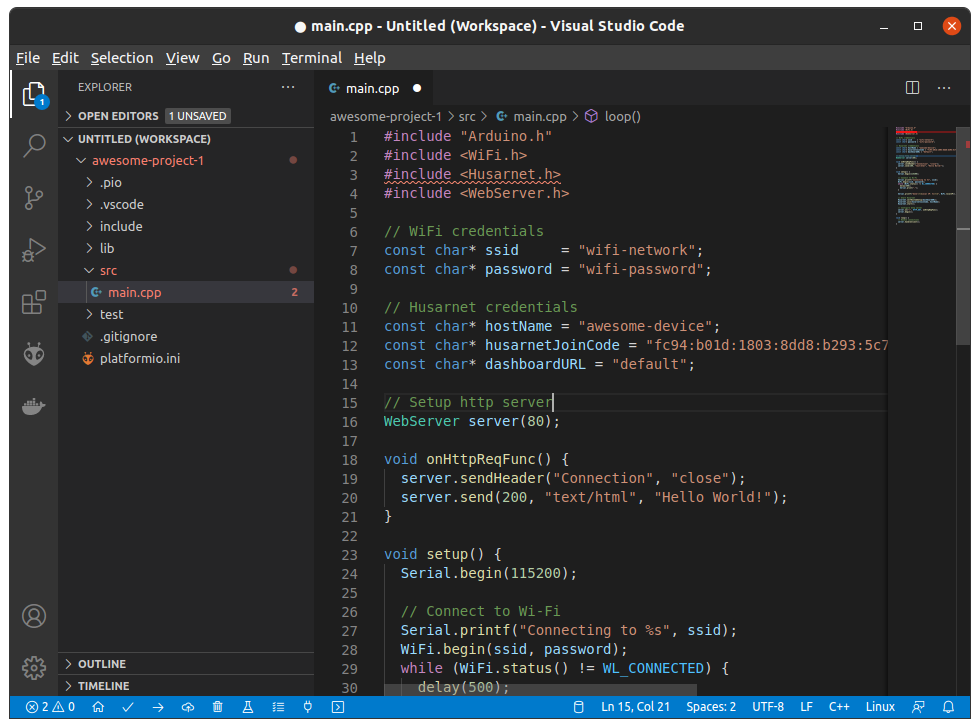 ● main.cpp - Untitled (Workspace) - Visual Studio Code
File Edit Selection View Go Run Terminal Help
1
EXPLORER ···
OPEN EDITORS 1 UNSAVED
UNTITLED (WORKSPACE)
awesome-project-1
.pio
.vscode
include
lib
src
main.cpp 2
test
.gitignore
platformio.ini
OUTLINE
TIMELINE
main.cpp ●
awesome-project-1 > src > main.cpp > loop()
1 #include "Arduino.h"
2 #include <WiFi.h>
3 #include <Husarnet.h>
4 #include <WebServer.h>
5
6 // WiFi credentials
7 const char* ssid     = "wifi-network";
8 const char* password = "wifi-password";
9
10 // Husarnet credentials
11 const char* hostName = "awesome-device";
12 const char* husarnetJoinCode = "fc94:b01d:1803:8dd8:b293:5c7
13 const char* dashboardURL = "default";
14
15 // Setup http server
16 WebServer server(80);
17
18 void onHttpReqFunc() {
19   server.sendHeader("Connection", "close");
20   server.send(200, "text/html", "Hello World!");
21 }
22
23 void setup() {
24   Serial.begin(115200);
25
26   // Connect to Wi-Fi
27   Serial.printf("Connecting to %s", ssid);
28   WiFi.begin(ssid, password);
29   while (WiFi.status() != WL_CONNECTED) {
30     delay(500);
2 0 Ln 15, Col 21 Spaces: 2 UTF-8 LF C++ Linux